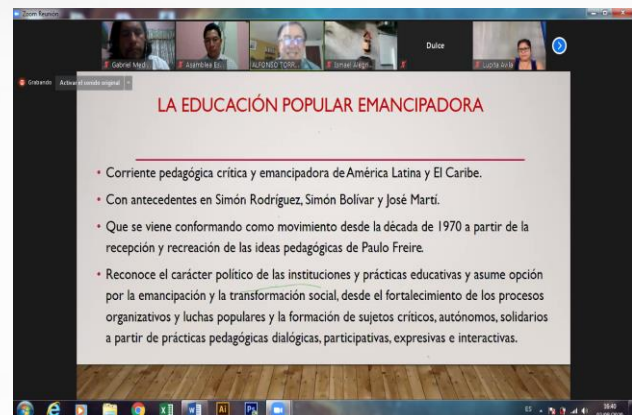 Zoom Reunión
Gabriel Med...
Asamblea Es...
ALFONSO TORR...
Ismael Alegri...
Dulce
Lupita Avila
Grabando
Activar el sonido original
LA EDUCACIÓN POPULAR EMANCIPADORA
• Corriente pedagógica crítica y emancipadora de América Latina y El Caribe.
• Con antecedentes en Simón Rodríguez, Simón Bolívar y José Martí.
• Que se viene conformando como movimiento desde la década de 1970 a partir de la
recepción y recreación de las ideas pedagógicas de Paulo Freire.
• Reconoce el carácter político de las instituciones y prácticas educativas y asume opción
por la emancipación y la transformación social, desde el fortalecimiento de los procesos
organizativos y luchas populares y la formación de sujetos críticos, autónomos, solidarios
a partir de prácticas pedagógicas dialógicas, participativas, expresivas e interactivas.
Ai
Ps
ES